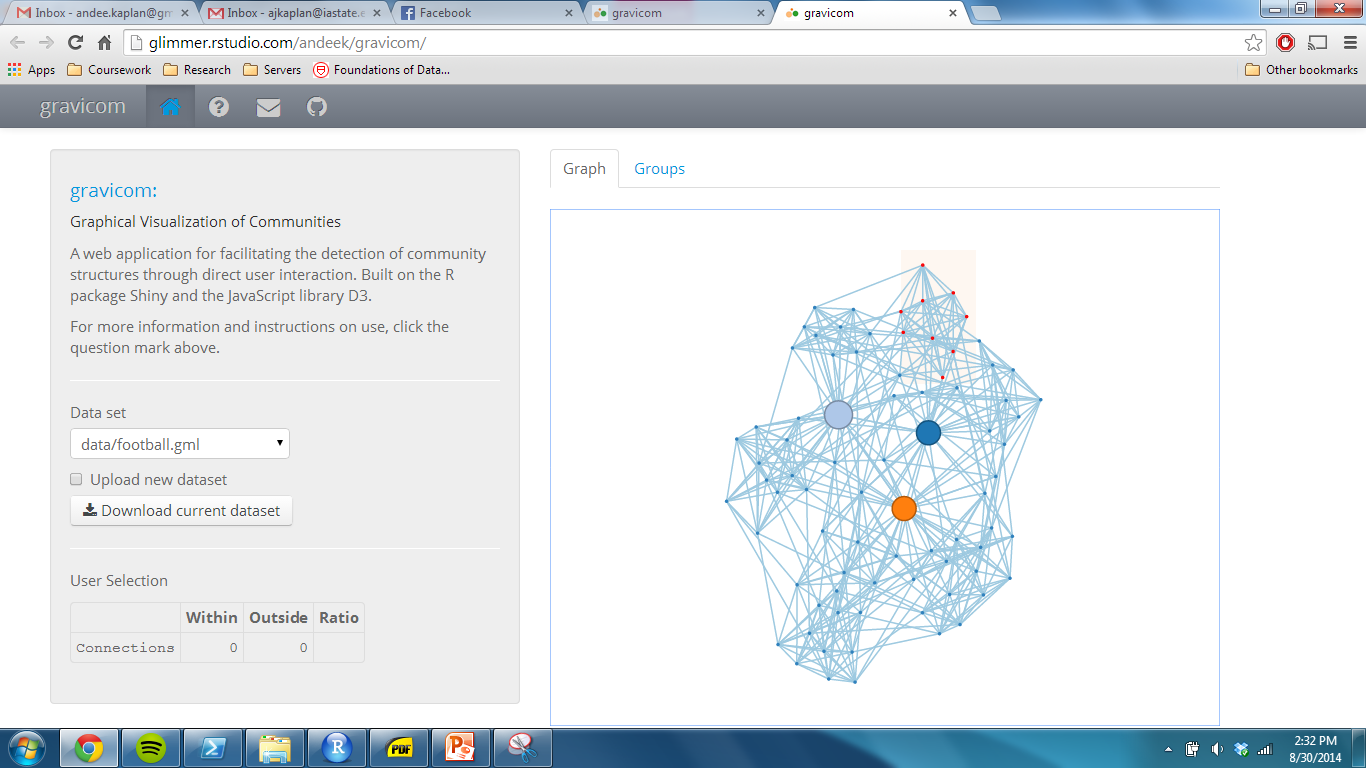 Inbox - andee.kaplan@gm
Inbox - ajkaplan@iastate.e
Facebook
gravicom
gravicom
glimmer.rstudio.com/andeek/gravicom/
Apps
Coursework
Research
Servers
Foundations of Data...
Other bookmarks
gravicom
gravicom:
Graphical Visualization of Communities
A web application for facilitating the detection of community
structures through direct user interaction. Built on the R
package Shiny and the JavaScript library D3.
For more information and instructions on use, click the
question mark above.
Data set
data/football.gml
Upload new dataset
Download current dataset
User Selection
Within Outside Ratio
Connections 0 0
Graph
Groups
R
PDF
P
2:32 PM
8/30/2014